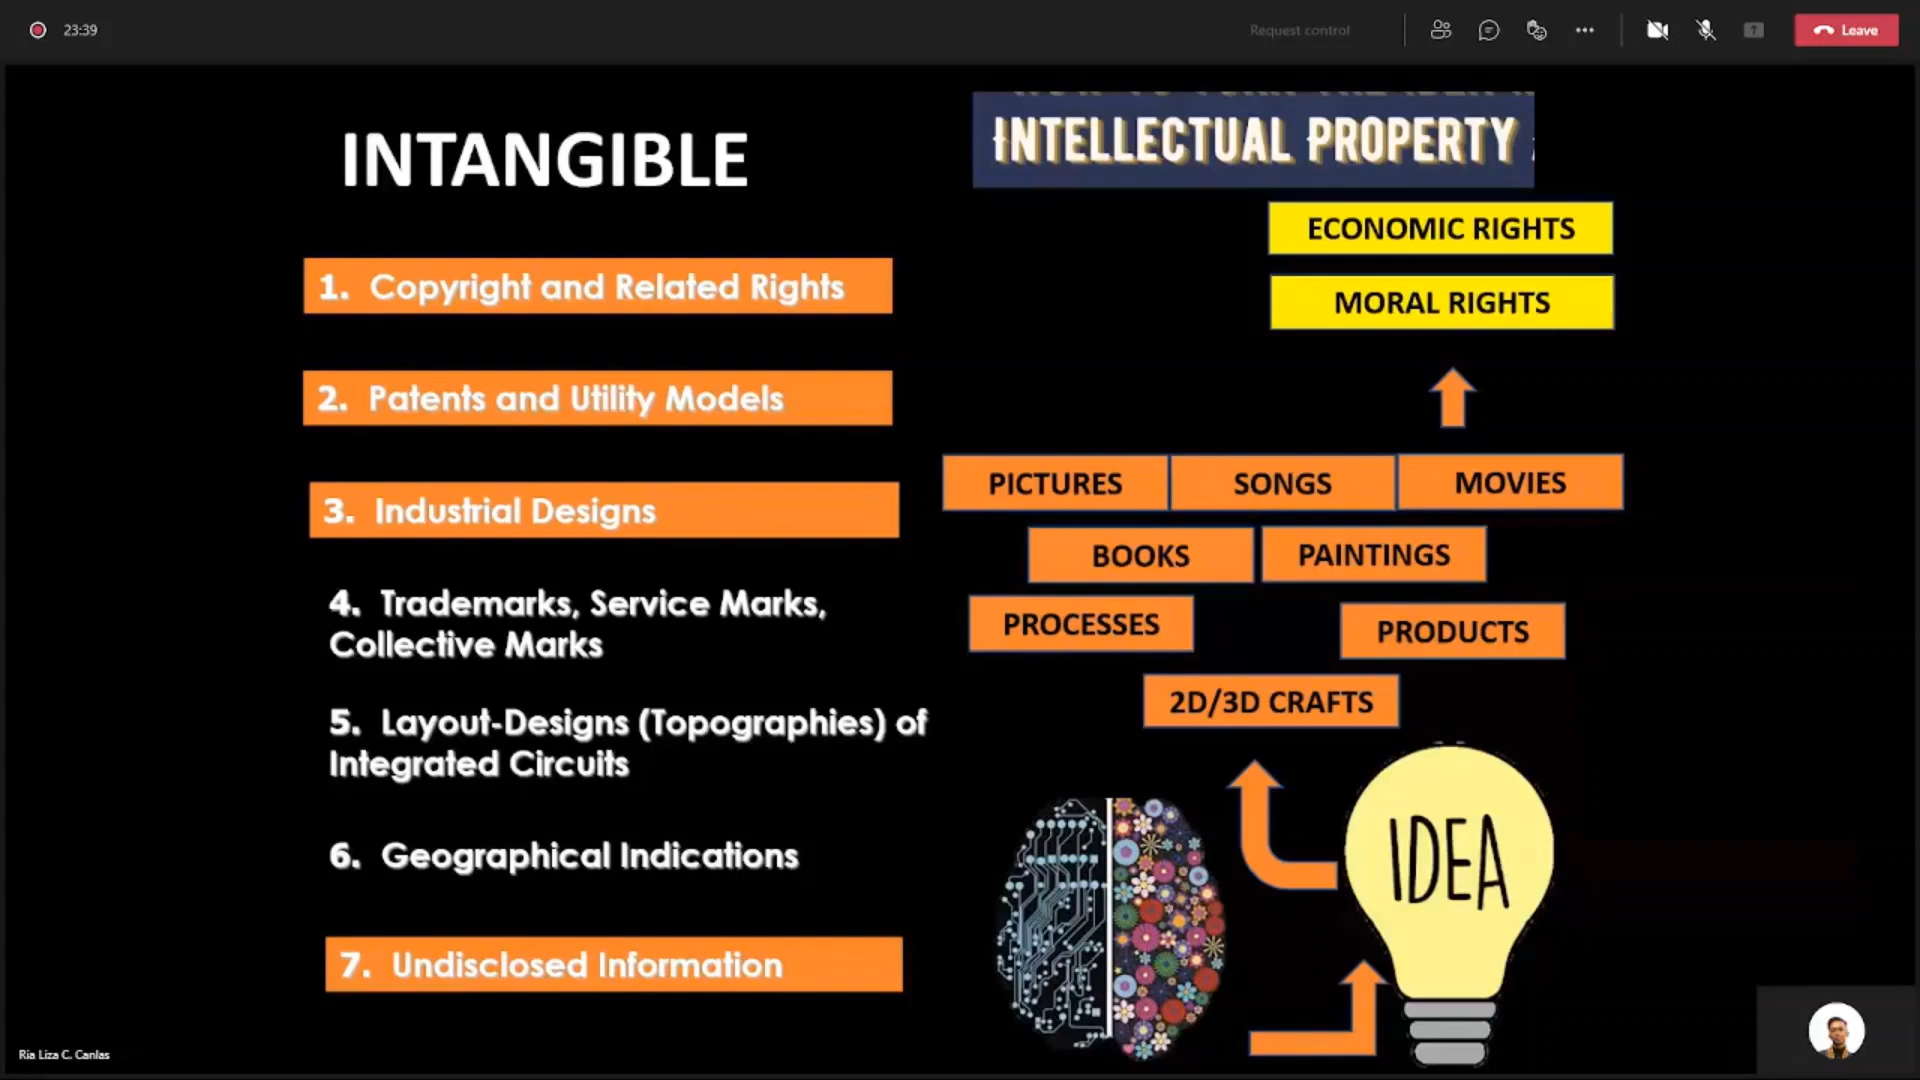 23:39
Request control
Leave
INTANGIBLE
1. Copyright and Related Rights
2. Patents and Utility Models
3. Industrial Designs
4. Trademarks, Service Marks,
Collective Marks
5. Layout-Designs (Topographies) of
Integrated Circuits
6. Geographical Indications
7. Undisclosed Information
INTELLECTUAL PROPERTY
ECONOMIC RIGHTS
MORAL RIGHTS
PICTURES
SONGS
MOVIES
BOOKS
PAINTINGS
PROCESSES
PRODUCTS
2D/3D CRAFTS
IDEA
Ria Liza C. Canlas